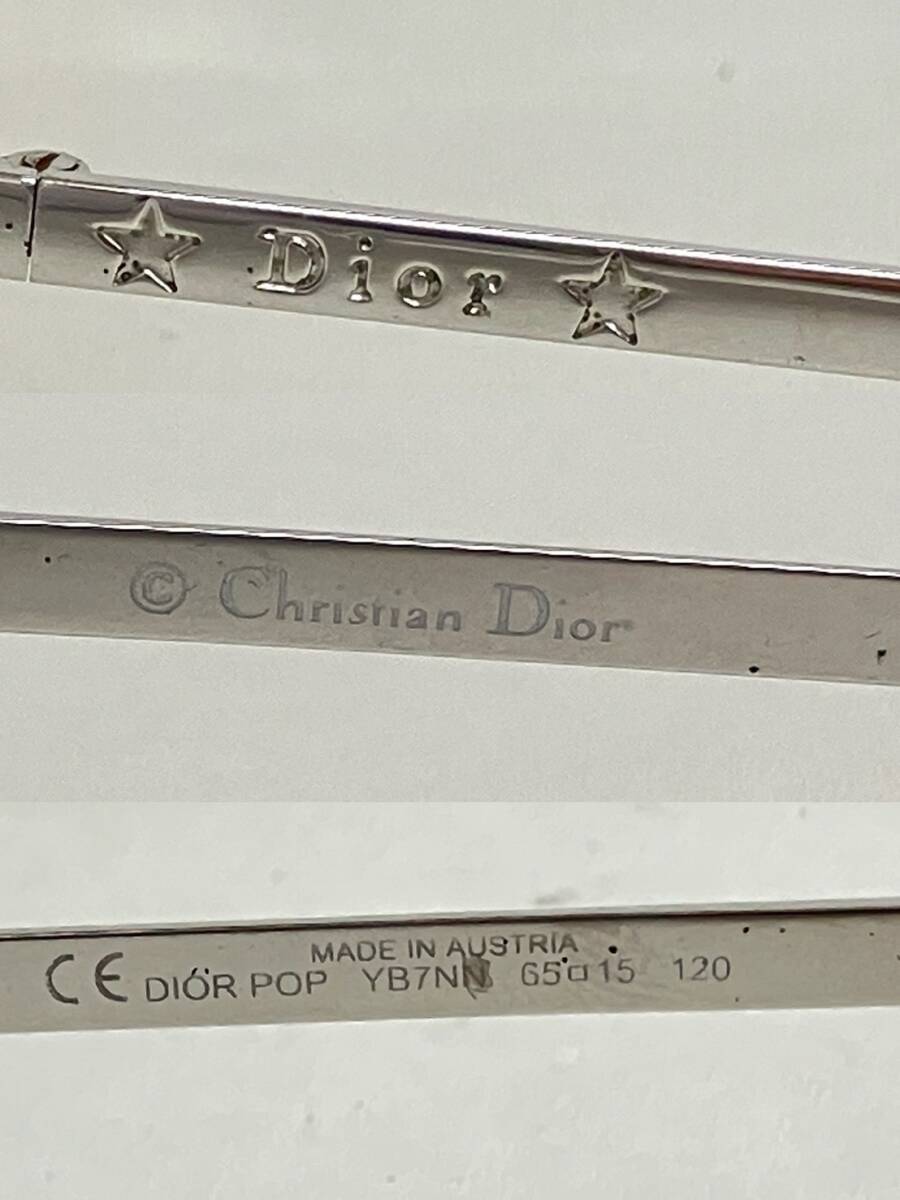 ☆ Dior ☆
© Christian Dior
MADE IN AUSTRIA
CE DIOR POP YB7NN 65□15 120